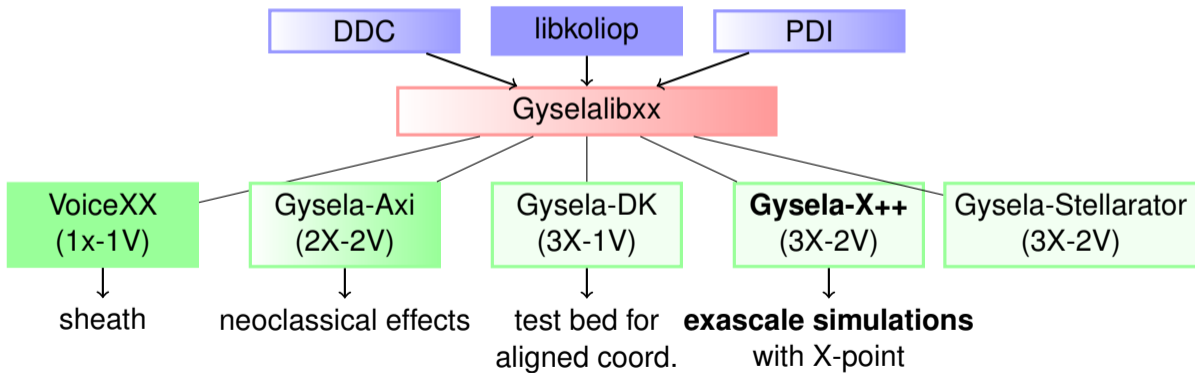 DDC
libkoliop
PDI
Gyselalibxx
VoiceXX
(1x-1V)
Gysela-Axi
(2X-2V)
Gysela-DK
(3X-1V)
Gysela-X++
(3X-2V)
Gysela-Stellarator
(3X-2V)
sheath
neoclassical effects
test bed for
aligned coord.
exascale simulations
with X-point